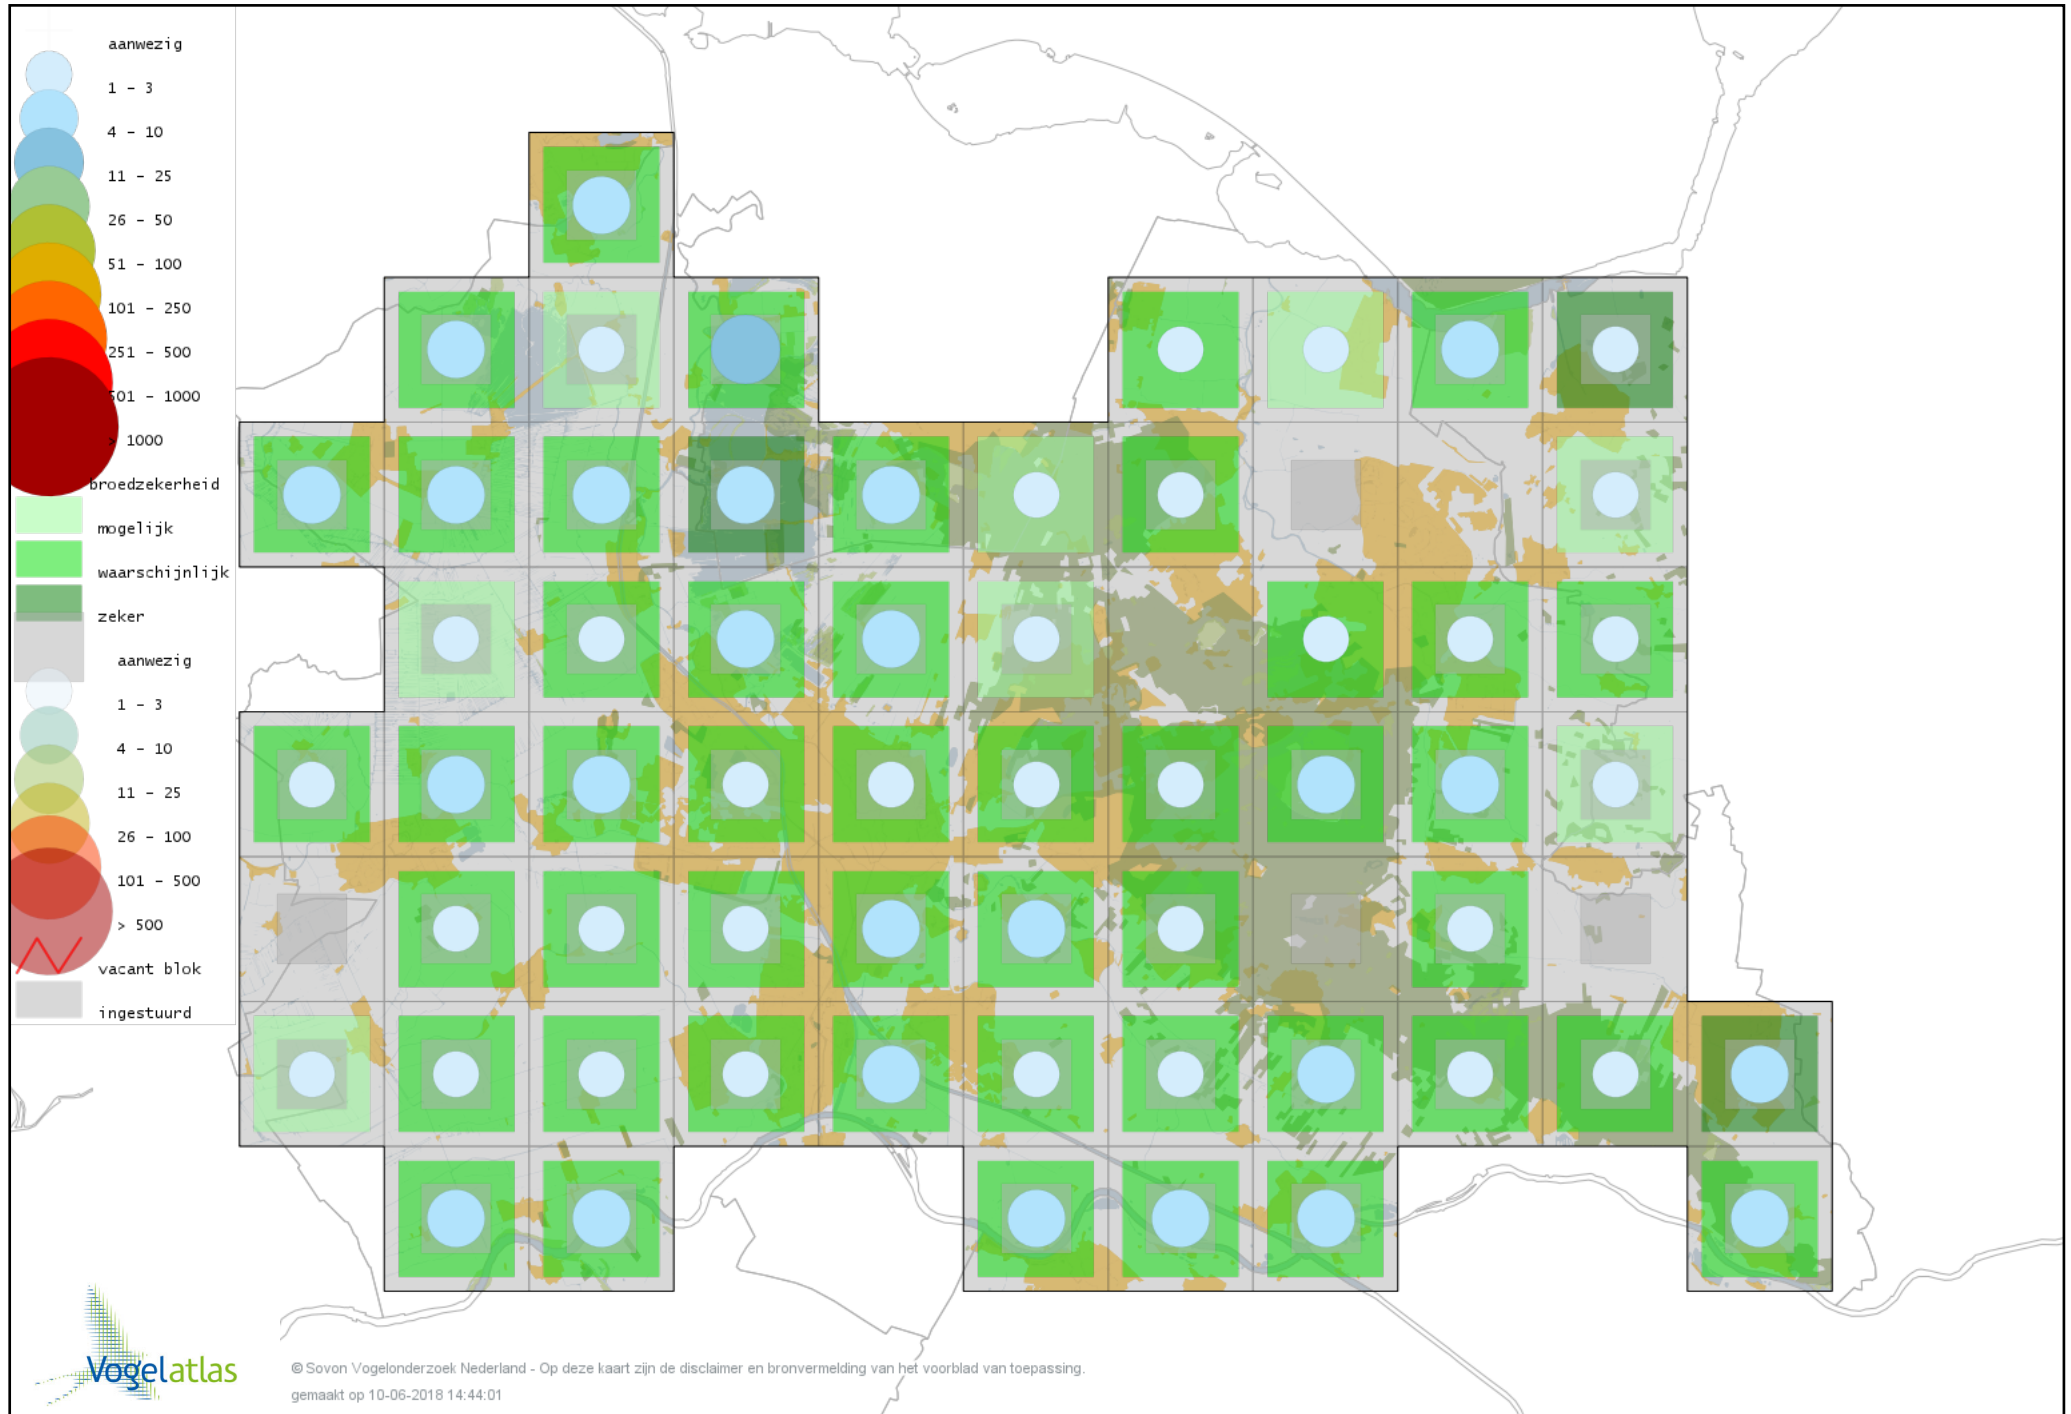 aanwezig
1 - 3
4 - 10
11 - 25
26 - 50
51 - 100
101 - 250
251 - 500
501 - 1000
> 1000
broedzekerheid
mogelijk
waarschijnlijk
zeker
aanwezig
1 - 3
4 - 10
11 - 25
26 - 100
101 - 500
> 500
vacant blok
ingestuurd
Vogelatlas
© Sovon Vogelonderzoek Nederland - Op deze kaart zijn de disclaimer en bronvermelding van het voorblad van toepassing.
gemaakt op 10-06-2018 14:44:01